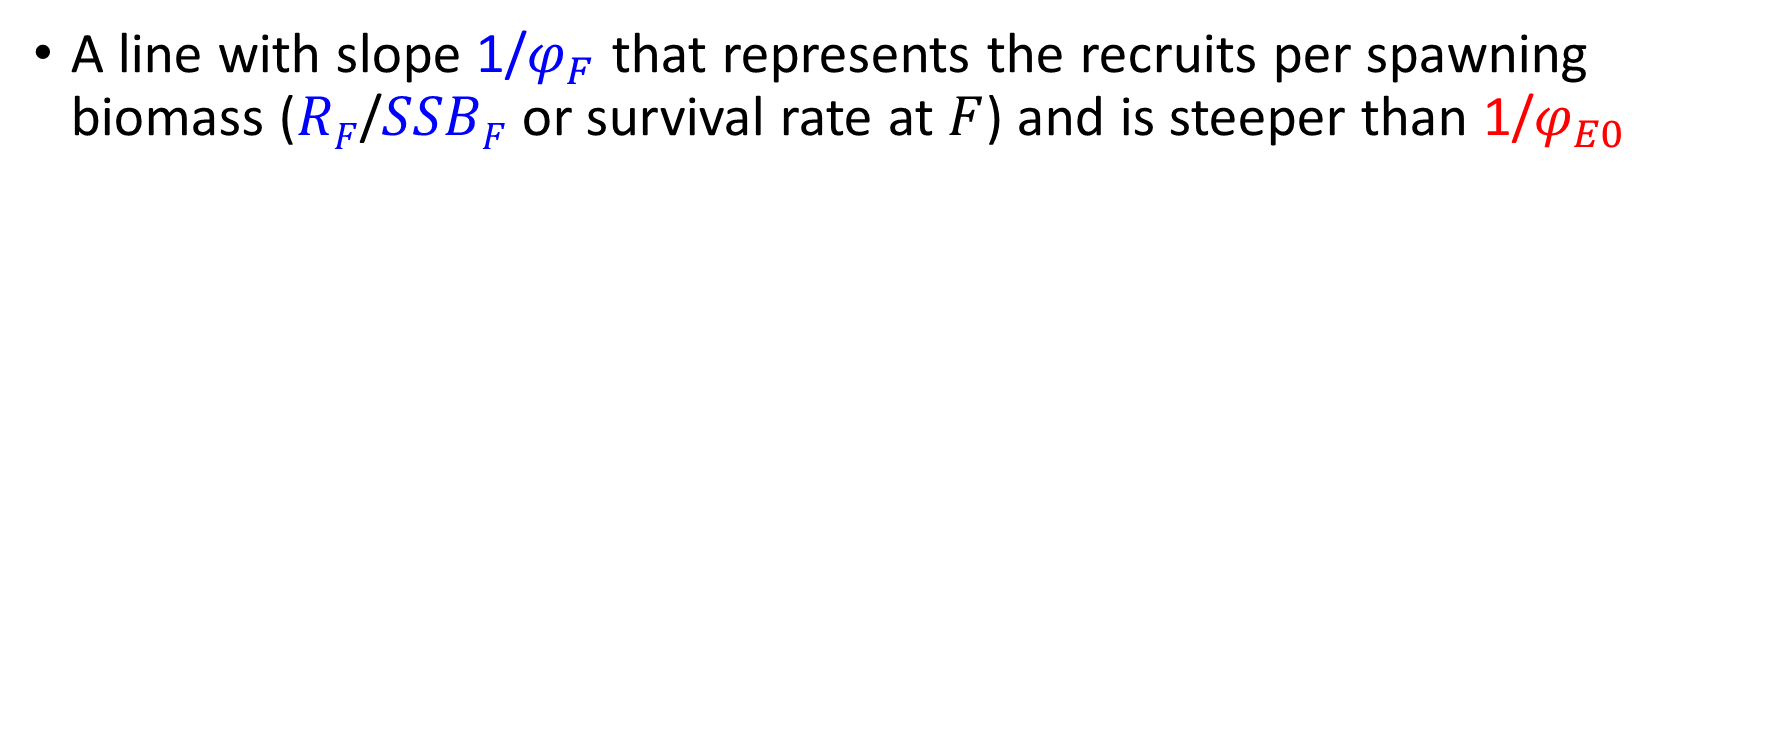 • A line with slope 1/φ_F that represents the recruits per spawning
biomass (R_F/SSB_F or survival rate at F) and is steeper than 1/φ_E0